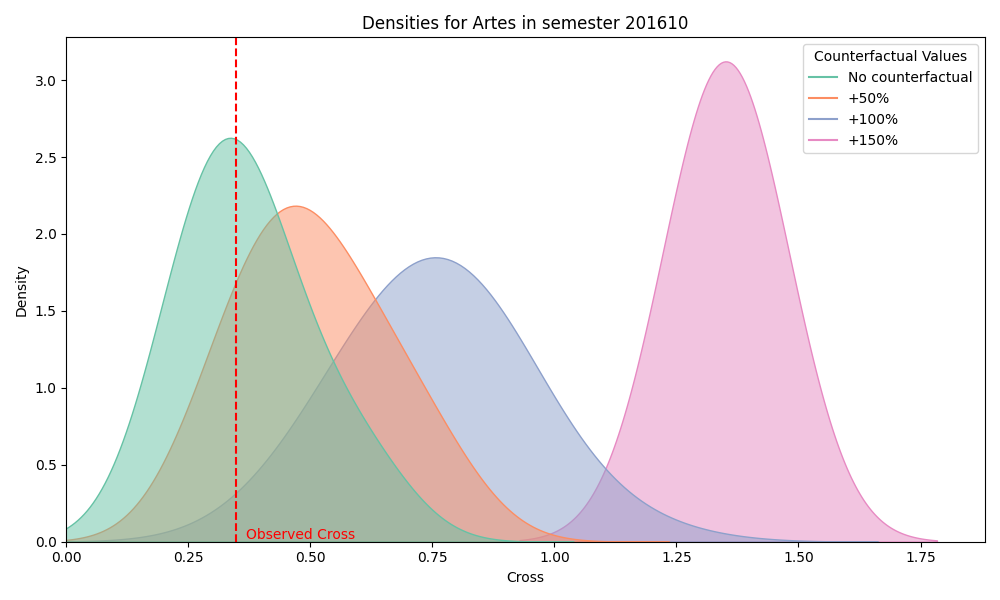 Densities for Artes in semester 201610
Counterfactual Values
No counterfactual
+50%
+100%
+150%
Density
3.0
2.5
2.0
1.5
1.0
0.5
0.0
Observed Cross
0.00 0.25 0.50 0.75 1.00 1.25 1.50 1.75
Cross